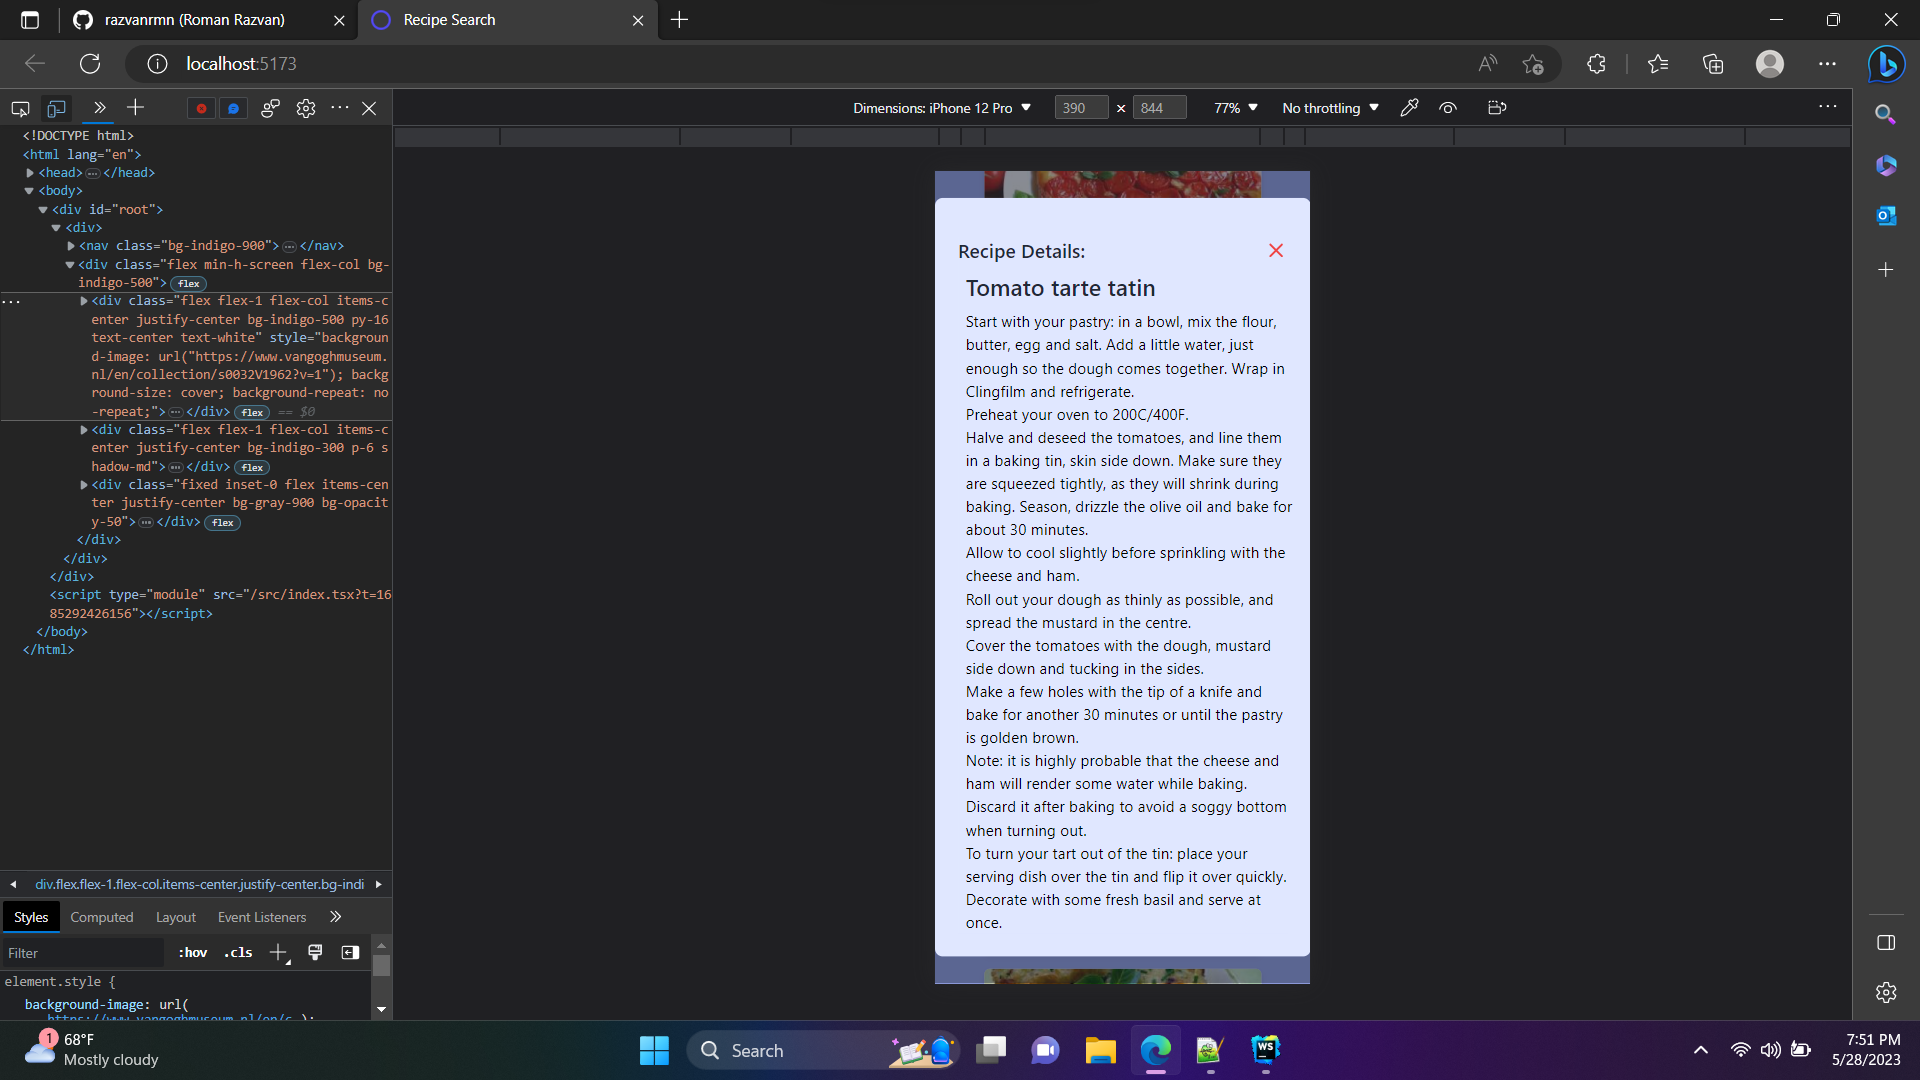 razvanrmn (Roman Razvan)
Recipe Search
localhost:5173
Dimensions: iPhone 12 Pro
390 × 844
77%
No throttling
<!DOCTYPE html>
<html lang="en">
<head> ⋯ </head>
<body>
<div id="root">
<div>
<nav class="bg-indigo-900"> ⋯ </nav>
<div class="flex min-h-screen flex-col bg-
indigo-500"> flex
<div class="flex flex-1 flex-col items-c
enter justify-center bg-indigo-500 py-16
text-center text-white" style="backgroun
d-image: url("https://www.vangoghmuseum.
nl/en/collection/s0032V1962?v=1"); backg
round-size: cover; background-repeat: no
-repeat;"> ⋯ </div> flex == $0
<div class="flex flex-1 flex-col items-c
enter justify-center bg-indigo-300 p-6 s
hadow-md"> ⋯ </div> flex
<div class="fixed inset-0 flex items-cen
ter justify-center bg-gray-900 bg-opacit
y-50"> ⋯ </div> flex
</div>
</div>
</div>
<script type="module" src="/src/index.tsx?t=16
85292426156"></script>
</body>
</html>
div.flex.flex-1.flex-col.items-center.justify-center.bg-indi
Styles
Computed
Layout
Event Listeners
Filter
:hov
.cls
element.style {
background-image: url(
https://www.vangoghmuseum.nl/en/c… );
Recipe Details:
Tomato tarte tatin
Start with your pastry: in a bowl, mix the flour,
butter, egg and salt. Add a little water, just
enough so the dough comes together. Wrap in
Clingfilm and refrigerate.
Preheat your oven to 200C/400F.
Halve and deseed the tomatoes, and line them
in a baking tin, skin side down. Make sure they
are squeezed tightly, as they will shrink during
baking. Season, drizzle the olive oil and bake for
about 30 minutes.
Allow to cool slightly before sprinkling with the
cheese and ham.
Roll out your dough as thinly as possible, and
spread the mustard in the centre.
Cover the tomatoes with the dough, mustard
side down and tucking in the sides.
Make a few holes with the tip of a knife and
bake for another 30 minutes or until the pastry
is golden brown.
Note: it is highly probable that the cheese and
ham will render some water while baking.
Discard it after baking to avoid a soggy bottom
when turning out.
To turn your tart out of the tin: place your
serving dish over the tin and flip it over quickly.
Decorate with some fresh basil and serve at
once.
1
68°F
Mostly cloudy
Search
WS
7:51 PM
5/28/2023